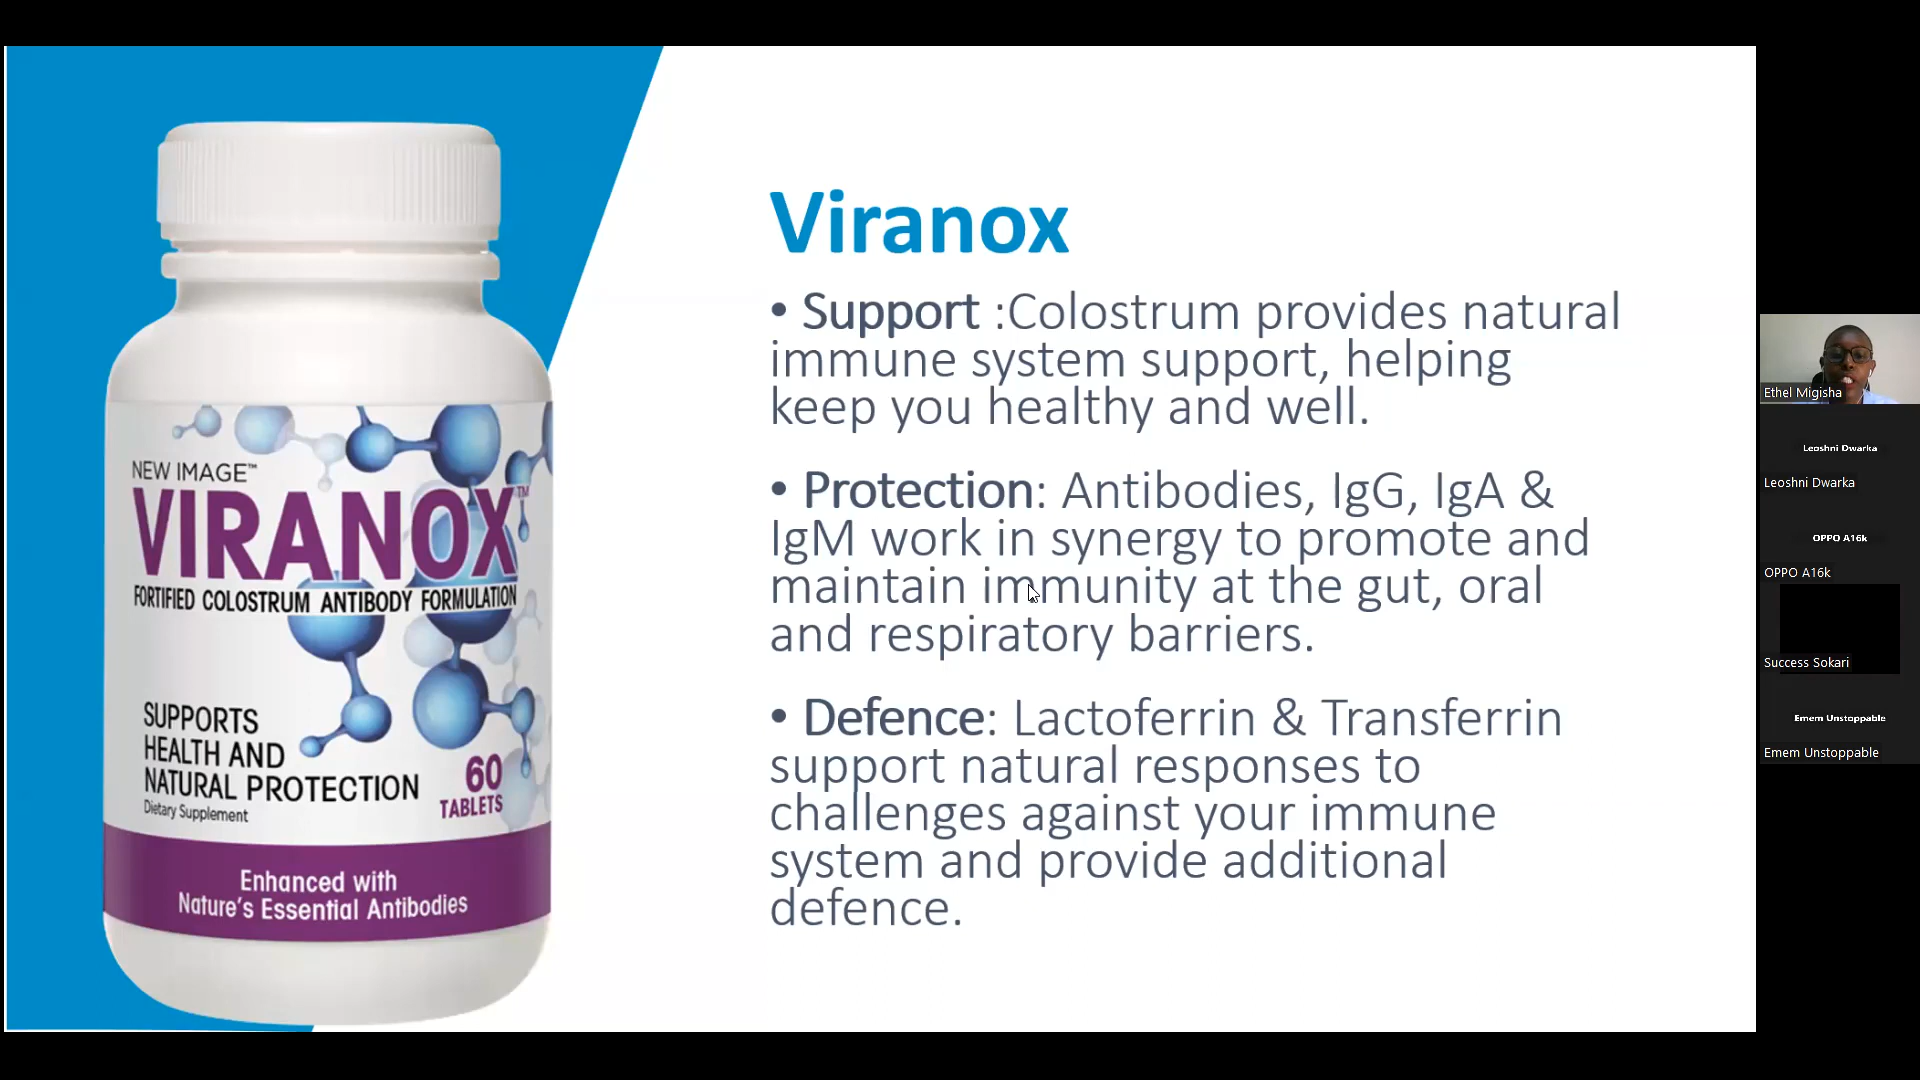 NEW IMAGE™
VIRANOX™
FORTIFIED COLOSTRUM ANTIBODY FORMULATION
SUPPORTS
HEALTH AND
NATURAL PROTECTION
Dietary Supplement
60
TABLETS
Enhanced with
Nature's Essential Antibodies
Viranox
• Support :Colostrum provides natural
immune system support, helping
keep you healthy and well.
• Protection: Antibodies, IgG, IgA &
IgM work in synergy to promote and
maintain immunity at the gut, oral
and respiratory barriers.
• Defence: Lactoferrin & Transferrin
support natural responses to
challenges against your immune
system and provide additional
defence.
Ethel Migisha
Leoshni Dwarka
Leoshni Dwarka
OPPO A16k
OPPO A16k
Success Sokari
Emem Unstoppable
Emem Unstoppable